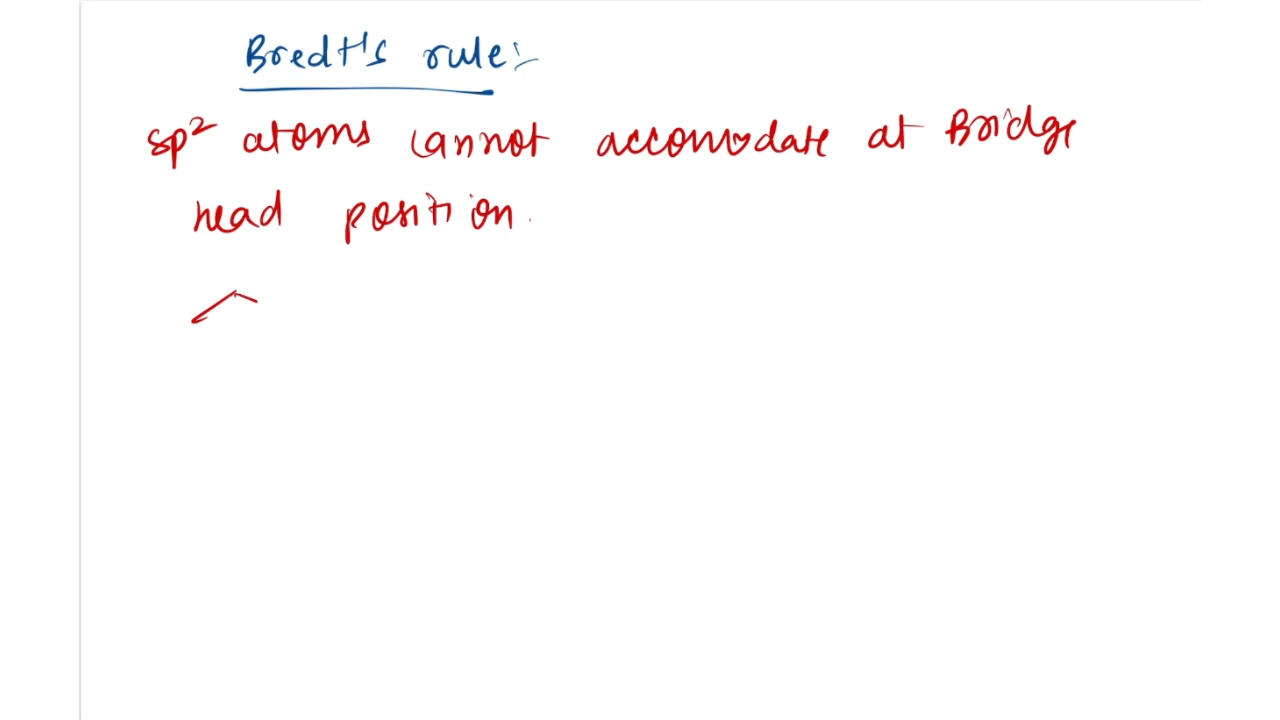 Bredt's rule:-
sp² atoms cannot accomodate at Bridge
head position.